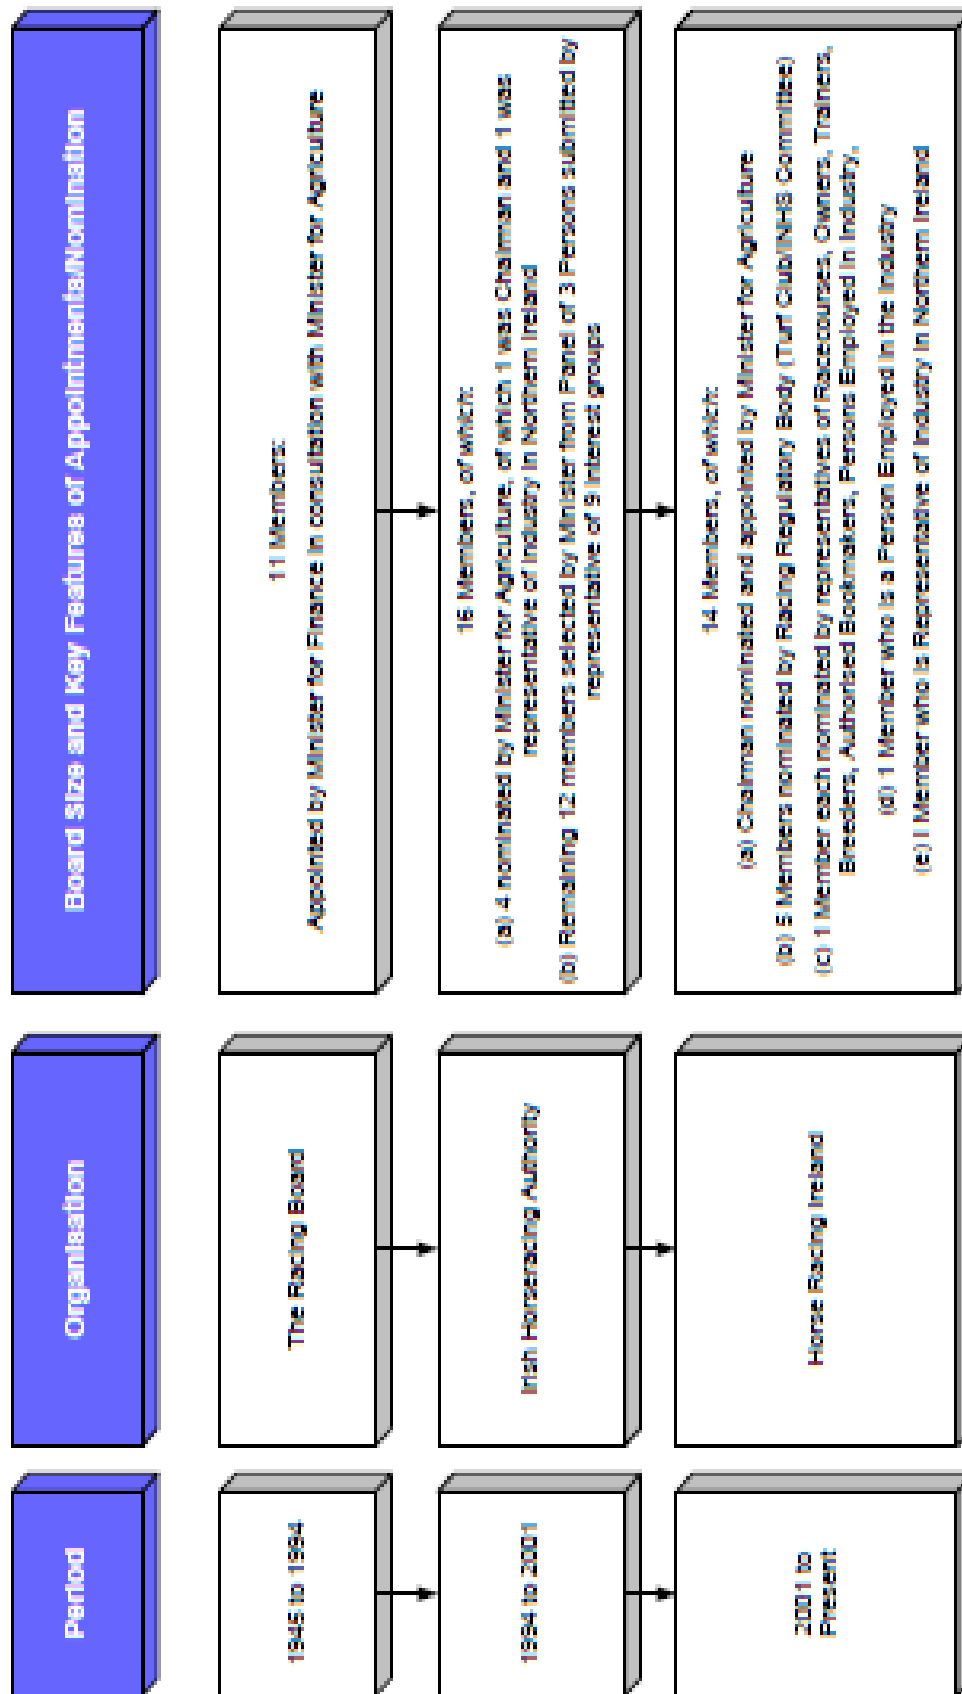 Period
Organisation
Board Size and Key Features of Appointments/Nomination
1945 to 1994
The Racing Board
11 Members:
Appointed by Minister for Finance in consultation with Minister for Agriculture
1994 to 2001
Irish Horseracing Authority
16 Members, of which:
(a) 4 nominated by Minister for Agriculture, of which 1 was Chairman and 1 was
representative of Industry in Northern Ireland
(b) Remaining 12 members selected by Minister from Panel of 3 Persons submitted by
representative of 9 interest groups
2001 to
Present
Horse Racing Ireland
14 Members, of which:
(a) Chairman nominated and appointed by Minister for Agriculture
(b) 5 Members nominated by Racing Regulatory Body (Turf Club/INHS Committee)
(c) 1 Member each nominated by representatives of Racecourses, Owners, Trainers,
Breeders, Authorised Bookmakers, Persons Employed in Industry,
(d) 1 Member who is a Person Employed in the Industry
(e) 1 Member who is Representative of Industry in Northern Ireland